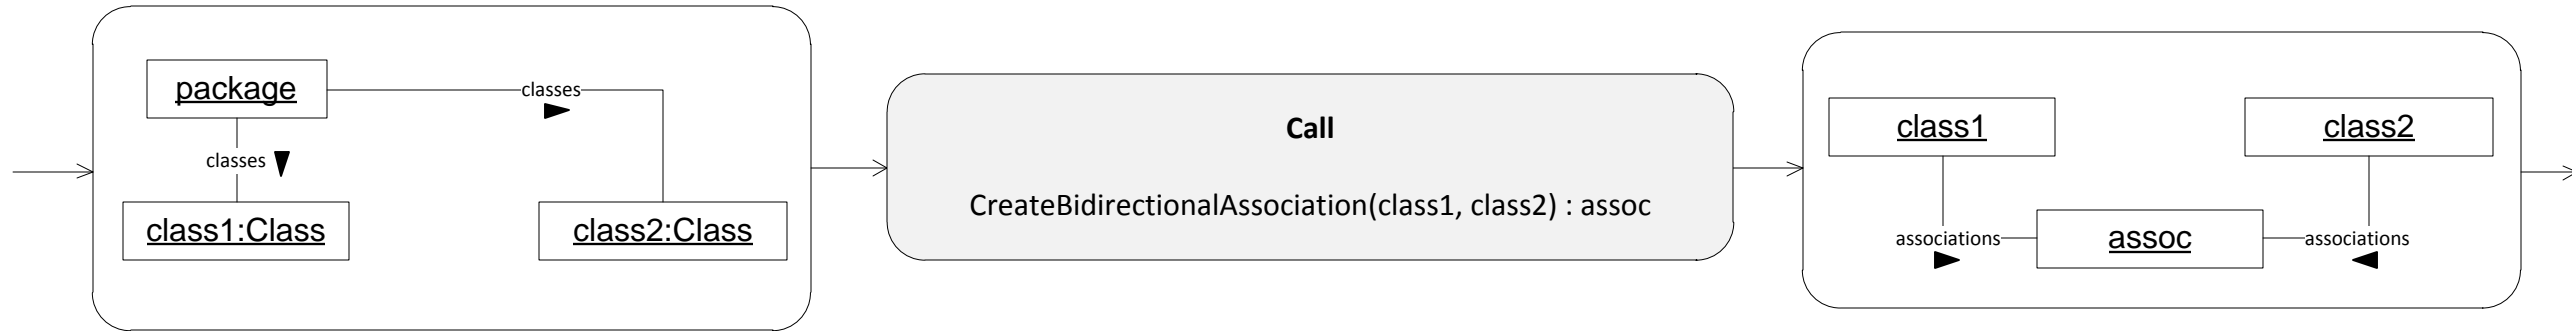 package
classes
classes
class1:Class
class2:Class
Call
CreateBidirectionalAssociation(class1, class2) : assoc
class1
class2
associations
assoc
associations